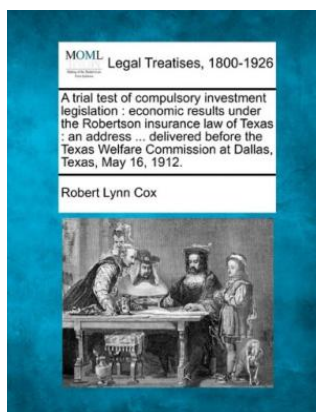 MOML Legal Treatises, 1800-1926
A trial test of compulsory investment
legislation : economic results under
the Robertson insurance law of Texas
: an address ... delivered before the
Texas Welfare Commission at Dallas,
Texas, May 16, 1912.
Robert Lynn Cox